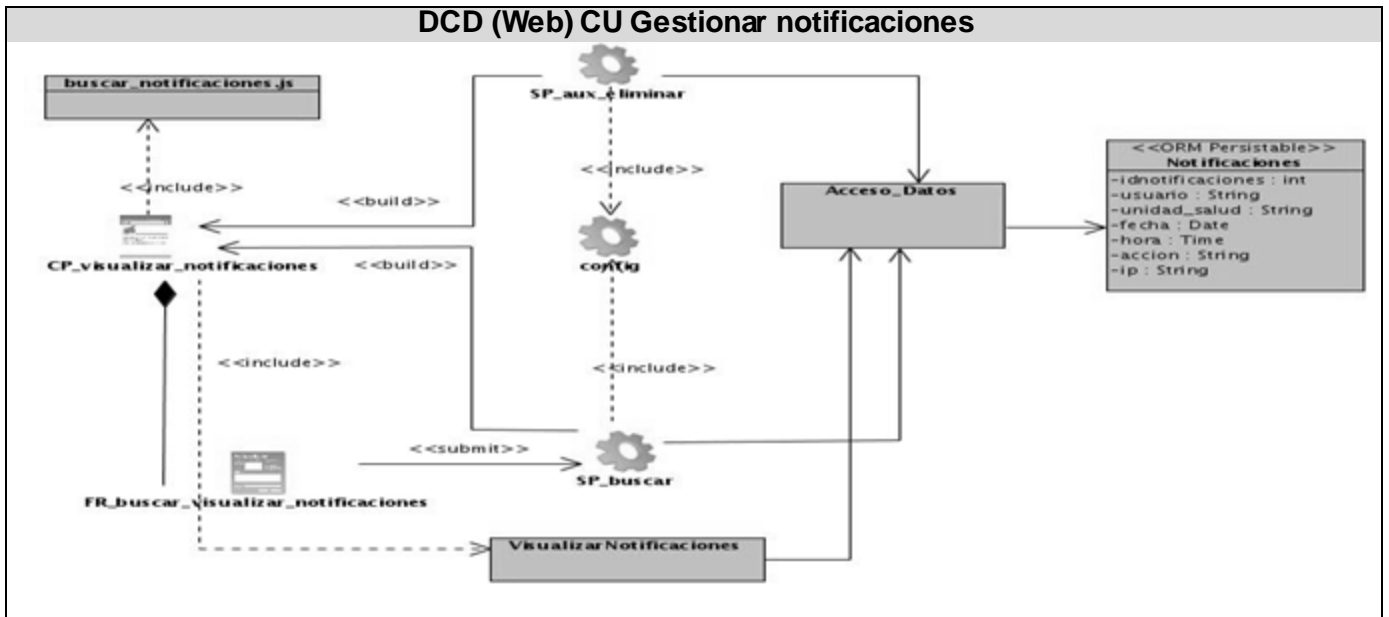 DCD (Web) CU Gestionar notificaciones
buscar_notificaciones.js
SP_aux_eliminar
<<include>>
<<include>>
<<build>>
<<ORM Persistable>>
Notificaciones
-idnotificaciones : int
-usuario : String
-unidad_salud : String
-fecha : Date
-hora : Time
-accion : String
-ip : String
Acceso_Datos
CP_visualizar_notificaciones
<<build>>
config
<<include>>
<<include>>
<<submit>>
SP_buscar
FR_buscar_visualizar_notificaciones
VisualizarNotificaciones